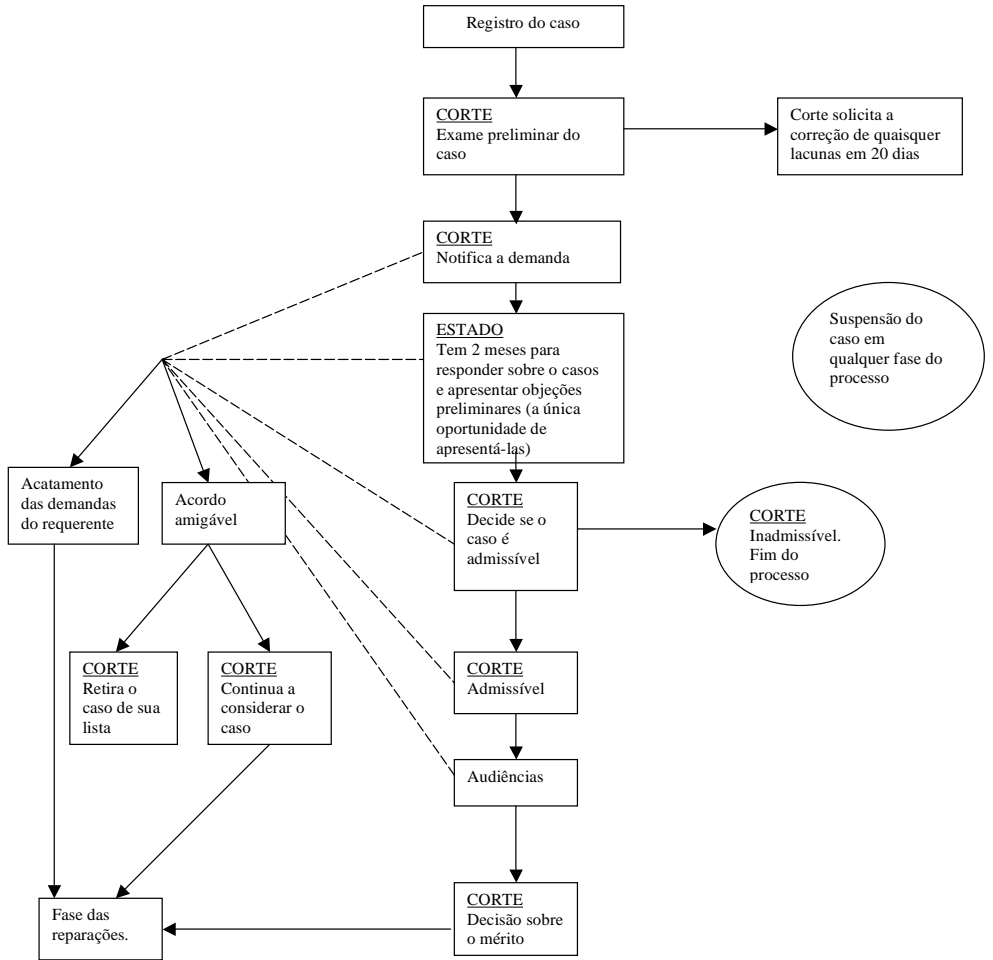 Registro do caso
CORTE
Exame preliminar do
caso
Corte solicita a
correção de quaisquer
lacunas em 20 dias
CORTE
Notifica a demanda
ESTADO
Tem 2 meses para
responder sobre o casos
e apresentar objeções
preliminares (a única
oportunidade de
apresentá-las)
Suspensão do
caso em
qualquer fase do
processo
Acatamento
das demandas
do requerente
Acordo
amigável
CORTE
Decide se o
caso é
admissível
CORTE
Inadmissível.
Fim do
processo
CORTE
Retira o
caso de sua
lista
CORTE
Continua a
considerar o
caso
CORTE
Admissível
Audiências
Fase das
reparações.
CORTE
Decisão sobre
o mérito